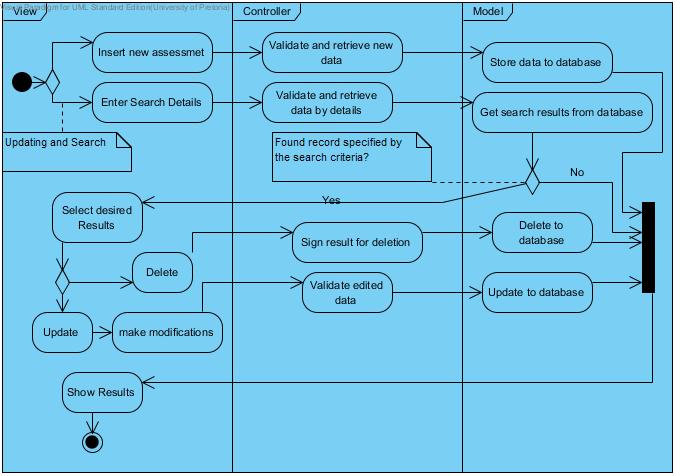 Visual Paradigm for UML Standard Edition(University of Pretoria)
View
Controller
Model
Insert new assessmet
Validate and retrieve new
data
Store data to database
Enter Search Details
Validate and retrieve
data by details
Get search results from database
Updating and Search
Found record specified by
the search criteria?
No
Yes
Select desired
Results
Delete
Sign result for deletion
Delete to
database
Update
make modifications
Validate edited
data
Update to database
Show Results